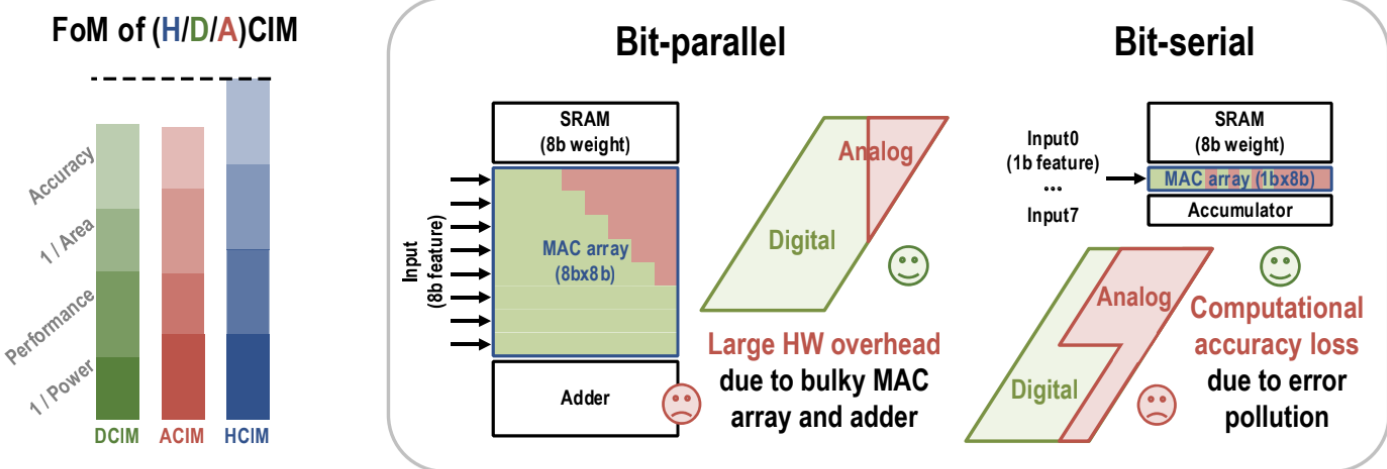 FoM of (H/D/A)CIM
Accuracy
1 / Area
Performance
1 / Power
DCIM
ACIM
HCIM
Bit-parallel
SRAM
(8b weight)
Input
(8b feature)
MAC array
(8bx8b)
Adder
Analog
Digital
Large HW overhead
due to bulky MAC
array and adder
Bit-serial
Input0
(1b feature)
...
Input7
SRAM
(8b weight)
MAC array (1bx8b)
Accumulator
Analog
Digital
Computational
accuracy loss
due to error
pollution